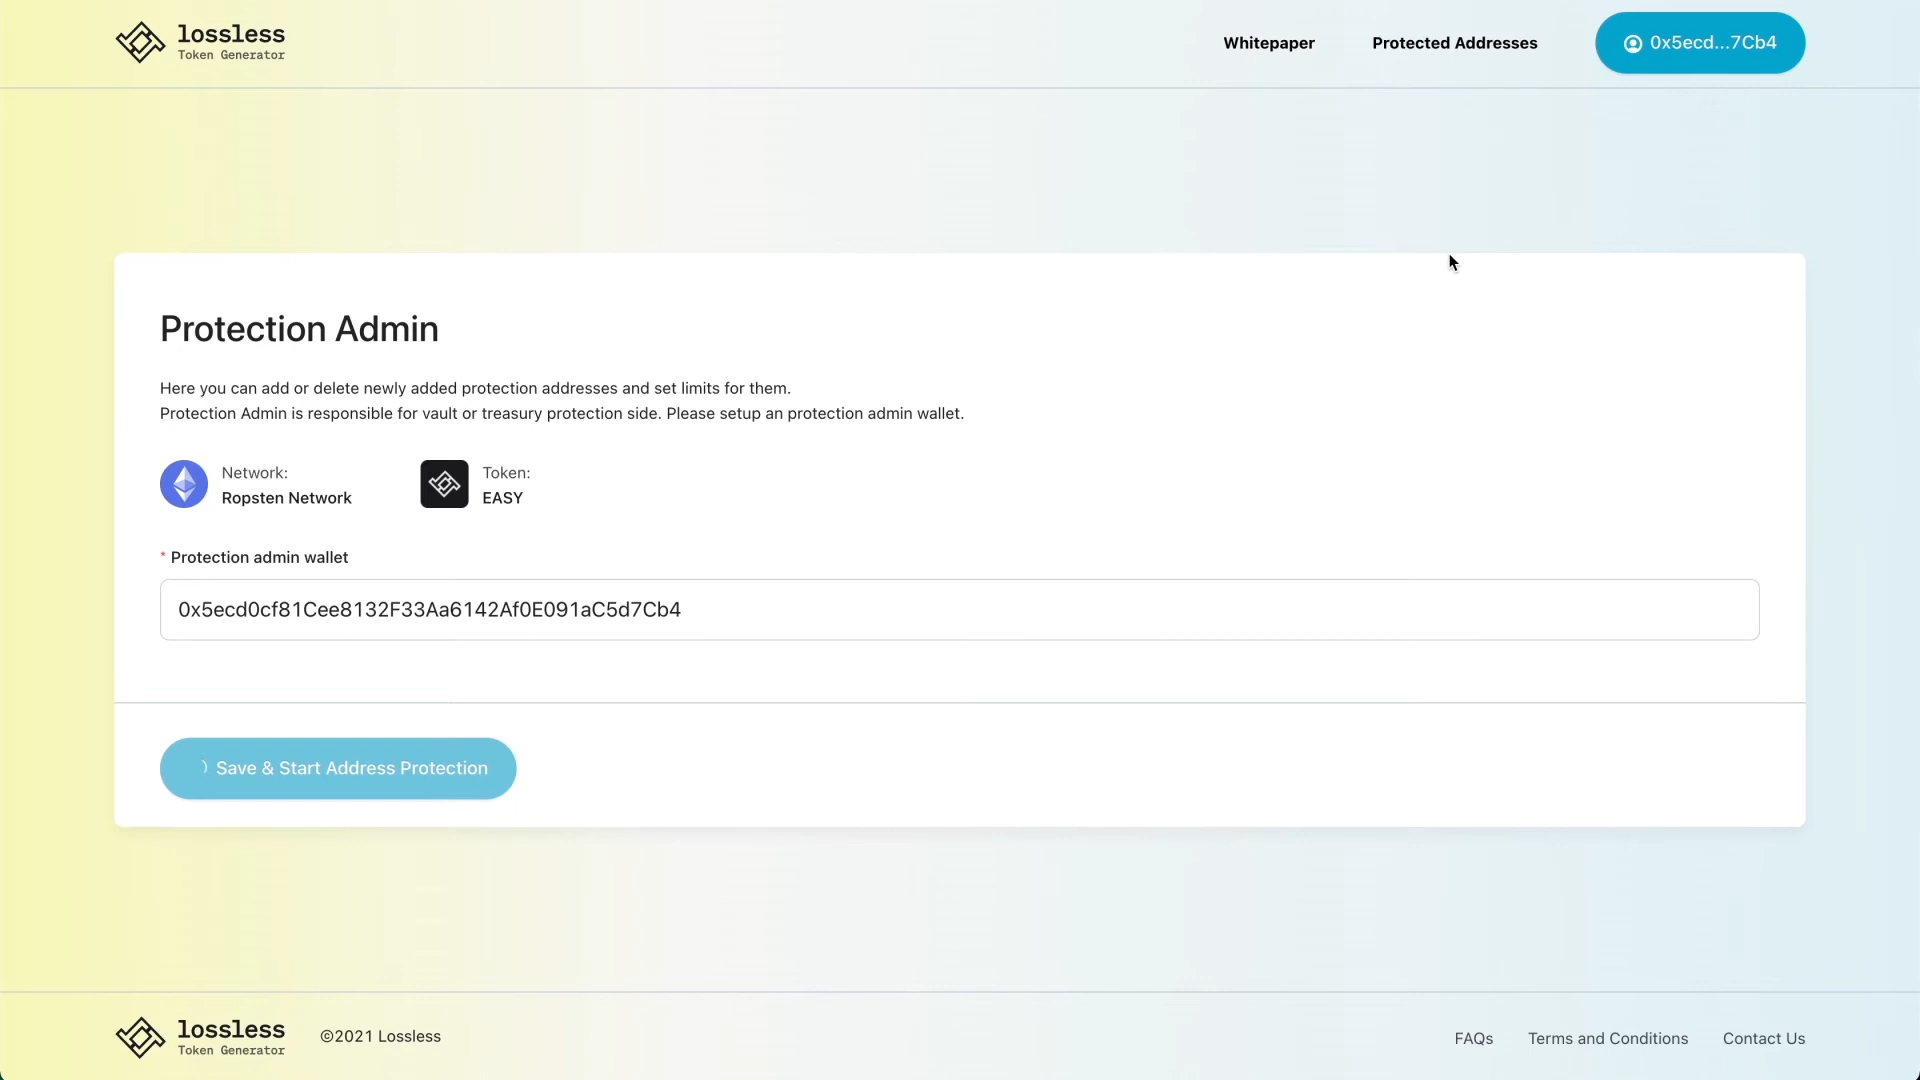 lossless
Token Generator
Whitepaper
Protected Addresses
0x5ecd...7Cb4
Protection Admin
Here you can add or delete newly added protection addresses and set limits for them.
Protection Admin is responsible for vault or treasury protection side. Please setup an protection admin wallet.
Network:
Ropsten Network
Token:
EASY
* Protection admin wallet
0x5ecd0cf81Cee8132F33Aa6142Af0E091aC5d7Cb4
Save & Start Address Protection
lossless
Token Generator
©2021 Lossless
FAQs
Terms and Conditions
Contact Us